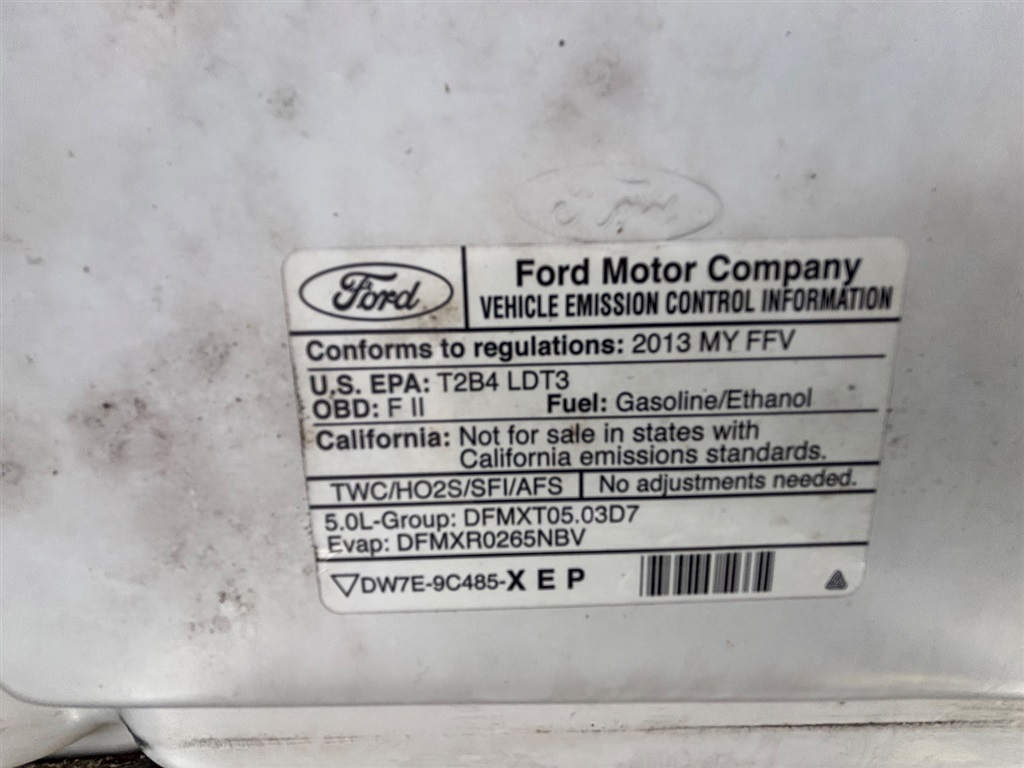 Ford
Ford Motor Company
VEHICLE EMISSION CONTROL INFORMATION
Conforms to regulations: 2013 MY FFV
U.S. EPA: T2B4 LDT3
OBD: F II Fuel: Gasoline/Ethanol
California: Not for sale in states with
California emissions standards.
TWC/HO2S/SFI/AFS No adjustments needed.
5.0L-Group: DFMXT05.03D7
Evap: DFMXR0265NBV
DW7E-9C485-X E P